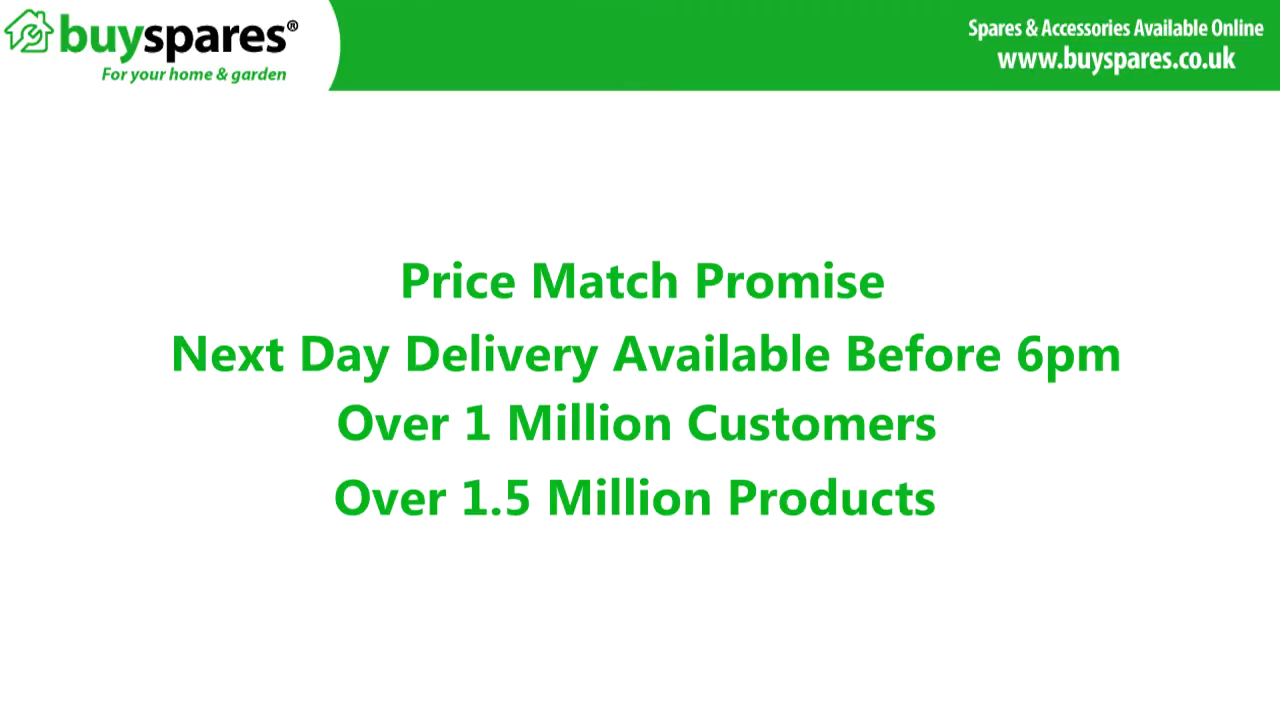 buyspares®
For your home & garden
Spares & Accessories Available Online
www.buyspares.co.uk
Price Match Promise
Next Day Delivery Available Before 6pm
Over 1 Million Customers
Over 1.5 Million Products